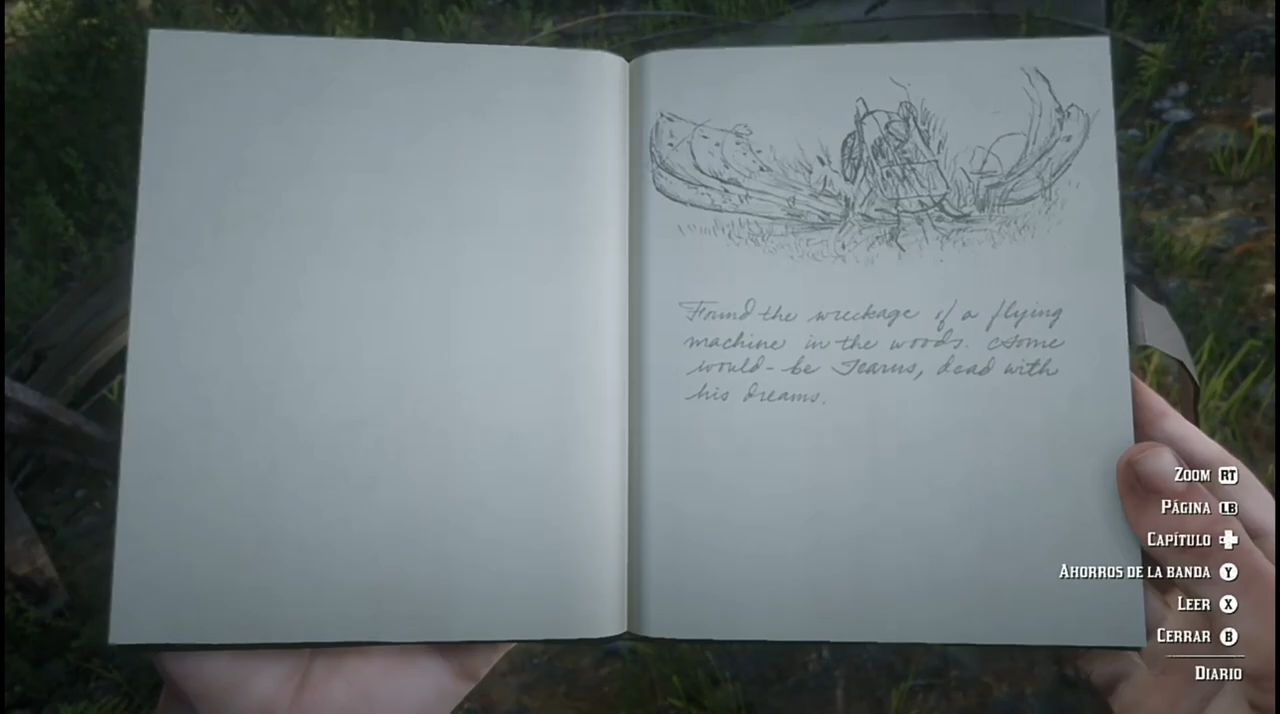 Found the wreckage of a flying
machine in the woods. Some
would-be Icarus, dead with
his dreams.
ZOOM RT
PÁGINA LB
CAPÍTULO
AHORROS DE LA BANDA Y
LEER X
CERRAR B
DIARIO